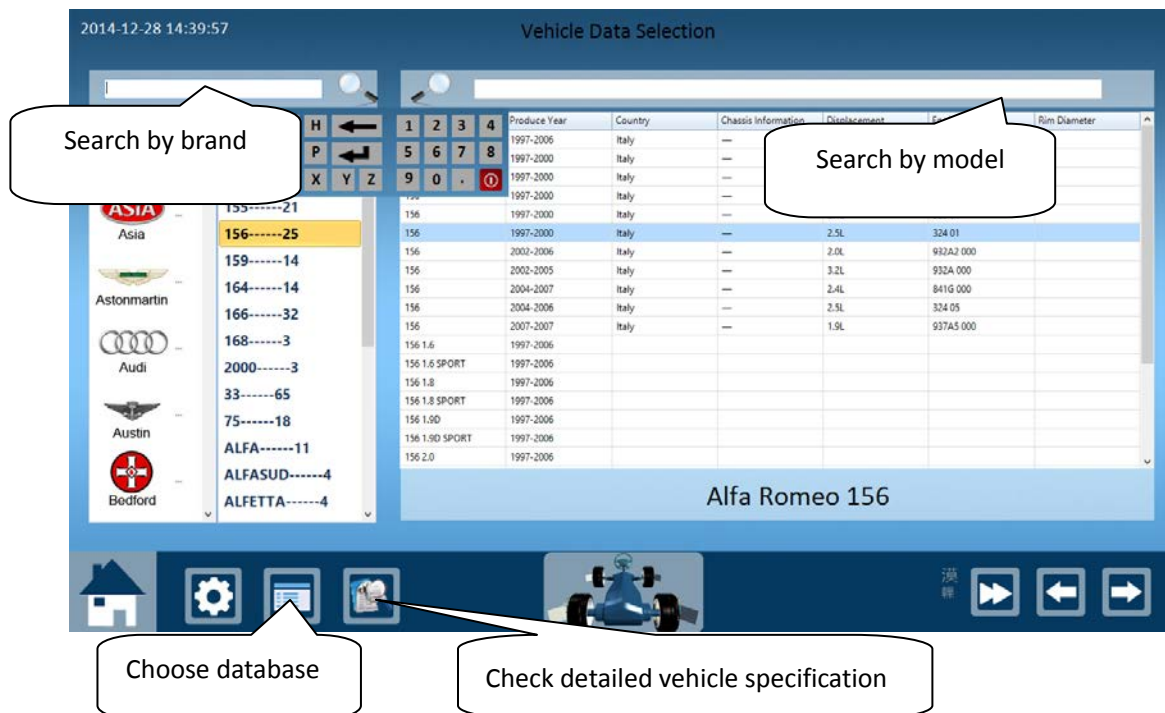 2014-12-28 14:39:57
Vehicle Data Selection
Search by brand
Search by model
H
P
X Y Z
1 2 3 4
5 6 7 8
9 0 .
ASIA
Asia
Astonmartin
Audi
Austin
Bedford
155------21
156------25
159------14
164------14
166------32
168------3
2000------3
33------65
75------18
ALFA------11
ALFASUD------4
ALFETTA------4
Produce Year Country Chassis Information Displacement Rim Diameter
1997-2006 Italy —
1997-2000 Italy —
1997-2000 Italy —
1997-2000 Italy —
156 1997-2000 Italy —
156 1997-2000 Italy — 2.5L 324 01
156 2002-2006 Italy — 2.0L 932A2 000
156 2002-2005 Italy — 3.2L 932A 000
156 2004-2007 Italy — 2.4L 841G 000
156 2004-2006 Italy — 2.5L 324 05
156 2007-2007 Italy — 1.9L 937A5 000
156 1.6 1997-2006
156 1.6 SPORT 1997-2006
156 1.8 1997-2006
156 1.8 SPORT 1997-2006
156 1.9D 1997-2006
156 1.9D SPORT 1997-2006
156 2.0 1997-2006
Alfa Romeo 156
Choose database
Check detailed vehicle specification